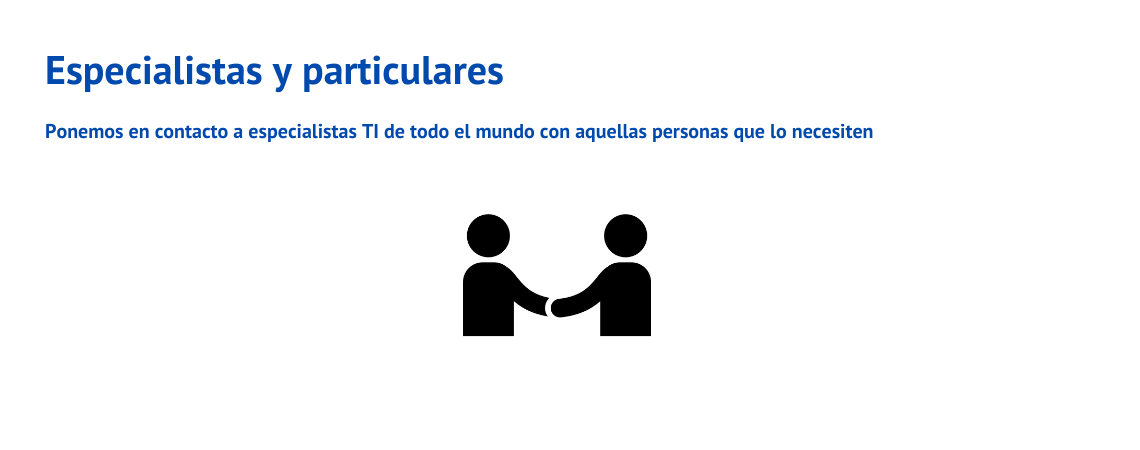 Especialistas y particulares
Ponemos en contacto a especialistas TI de todo el mundo con aquellas personas que lo necesiten